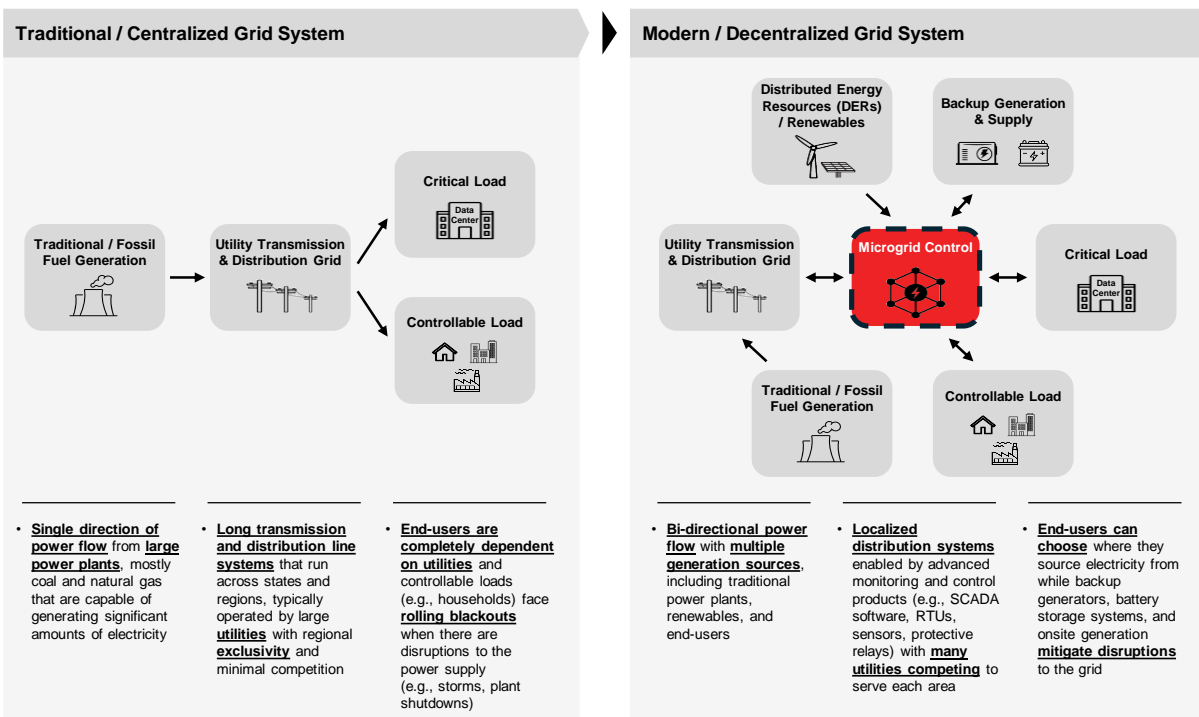 Traditional / Centralized Grid System
Traditional / Fossil
Fuel Generation
Utility Transmission
& Distribution Grid
Critical Load
Data
Center
Controllable Load
• Single direction of
power flow from large
power plants, mostly
coal and natural gas
that are capable of
generating significant
amounts of electricity
• Long transmission
and distribution line
systems that run
across states and
regions, typically
operated by large
utilities with regional
exclusivity and
minimal competition
• End-users are
completely dependent
on utilities and
controllable loads
(e.g., households) face
rolling blackouts
when there are
disruptions to the
power supply
(e.g., storms, plant
shutdowns)
Modern / Decentralized Grid System
Distributed Energy
Resources (DERs)
/ Renewables
Backup Generation
& Supply
Utility Transmission
& Distribution Grid
Microgrid Control
Critical Load
Data
Center
Traditional / Fossil
Fuel Generation
Controllable Load
• Bi-directional power
flow with multiple
generation sources,
including traditional
power plants,
renewables, and
end-users
• Localized
distribution systems
enabled by advanced
monitoring and control
products (e.g., SCADA
software, RTUs,
sensors, protective
relays) with many
utilities competing to
serve each area
• End-users can
choose where they
source electricity from
while backup
generators, battery
storage systems, and
onsite generation
mitigate disruptions
to the grid